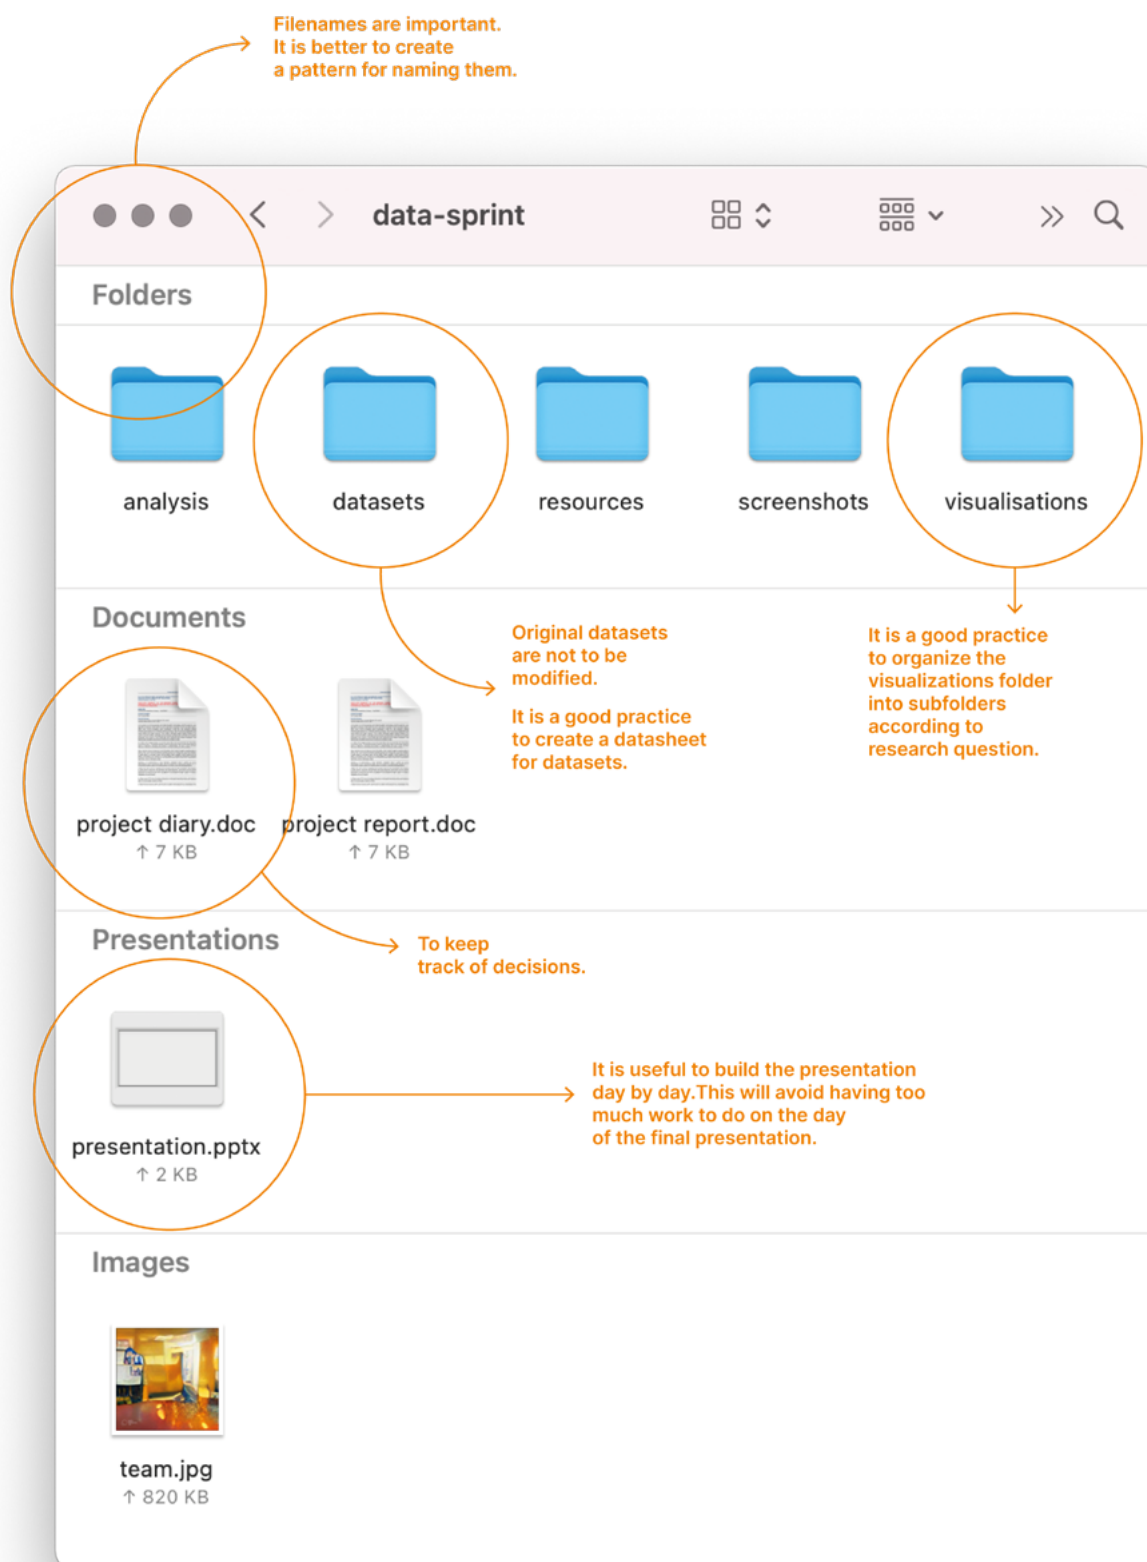 Filenames are important.
It is better to create
a pattern for naming them.
data-sprint
Folders
analysis
datasets
resources
screenshots
visualisations
Documents
Original datasets
are not to be
modified.
It is a good practice
to create a datasheet
for datasets.
It is a good practice
to organize the
visualizations folder
into subfolders
according to
research question.
project diary.doc
↑ 7 KB
project report.doc
↑ 7 KB
Presentations
To keep
track of decisions.
presentation.pptx
↑ 2 KB
It is useful to build the presentation
day by day.This will avoid having too
much work to do on the day
of the final presentation.
Images
team.jpg
↑ 820 KB